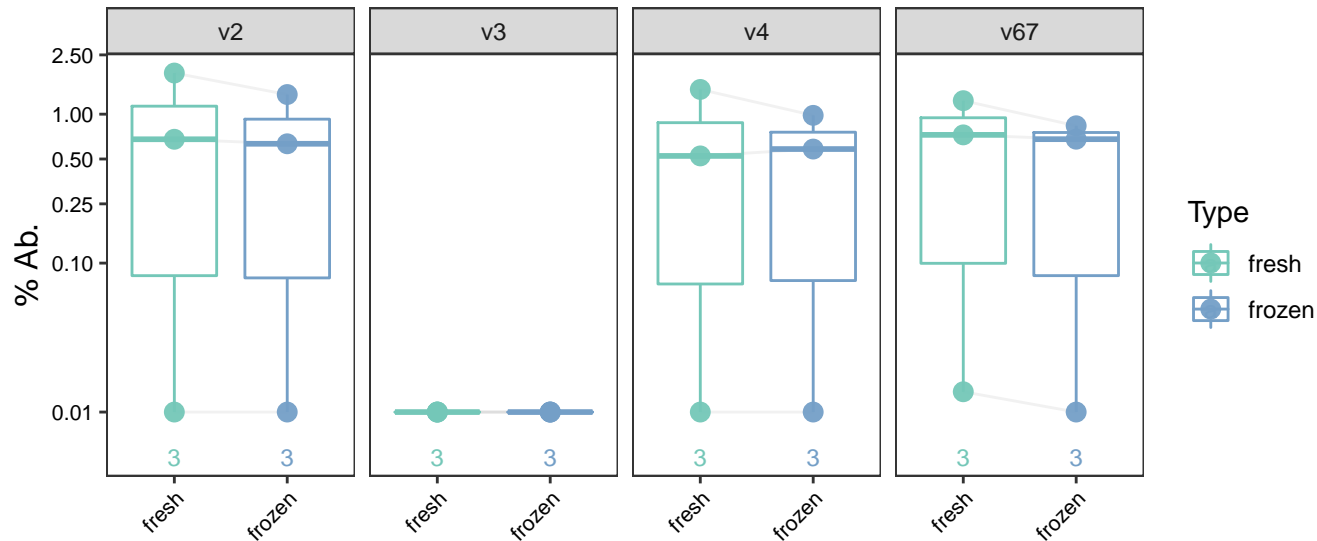 v2 v3 v4 v67
% Ab.
2.50
1.00
0.50
0.25
0.10
0.01
3 3 3 3 3 3 3 3
fresh frozen fresh frozen fresh frozen fresh frozen
Type
fresh
frozen